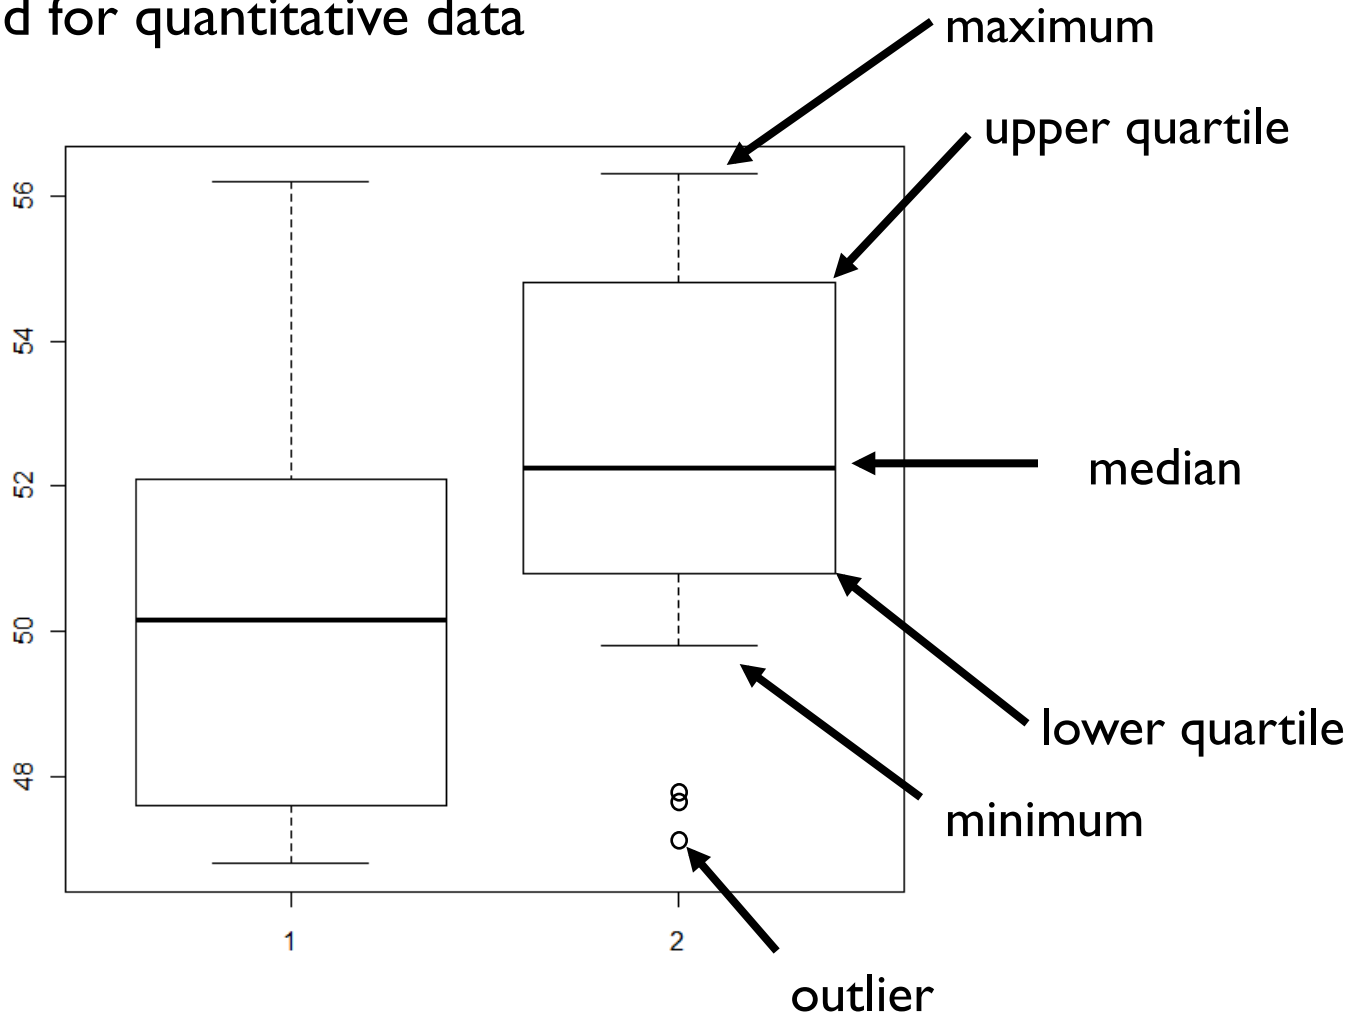 d for quantitative data
maximum
upper quartile
56
54
median
52
50
lower quartile
48
minimum
1
2
outlier